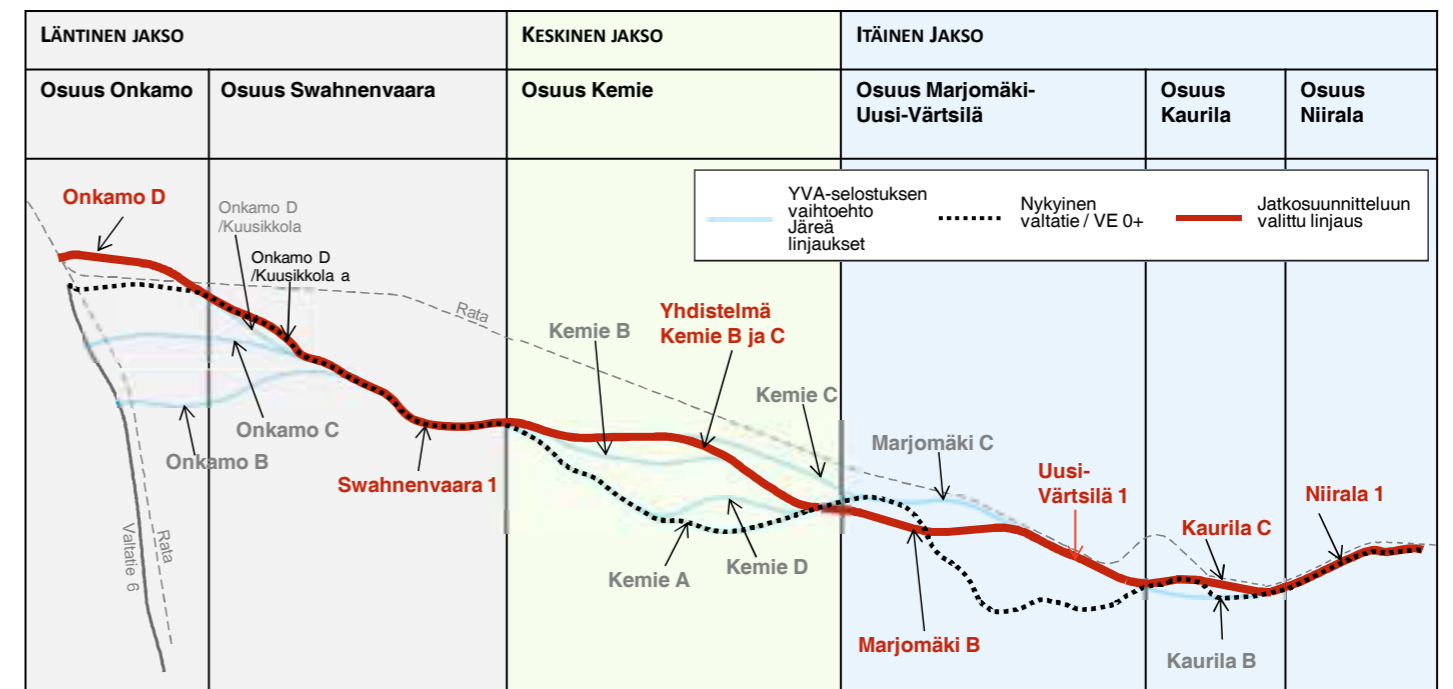 LÄNTINEN JAKSO
KESKINEN JAKSO
ITÄINEN JAKSO
Osuus Onkamo
Osuus Swahnenvaara
Osuus Kemie
Osuus Marjomäki-
Uusi-Värtsilä
Osuus
Kaurila
Osuus
Niirala
YVA-selostuksen
vaihtoehto
Järeä
linjaukset
Nykyinen
valtatie / VE 0+
Jatkosuunnitteluun
valittu linjaus
Onkamo D
Onkamo D
/Kuusikkola
Onkamo D
/Kuusikkola a
Rata
Kemie B
Yhdistelmä
Kemie B ja C
Kemie C
Marjomäki C
Uusi-
Värtsilä 1
Niirala 1
Kaurila C
Onkamo C
Onkamo B
Swahnenvaara 1
Valtatie 6
Rata
Kemie A
Kemie D
Marjomäki B
Kaurila B